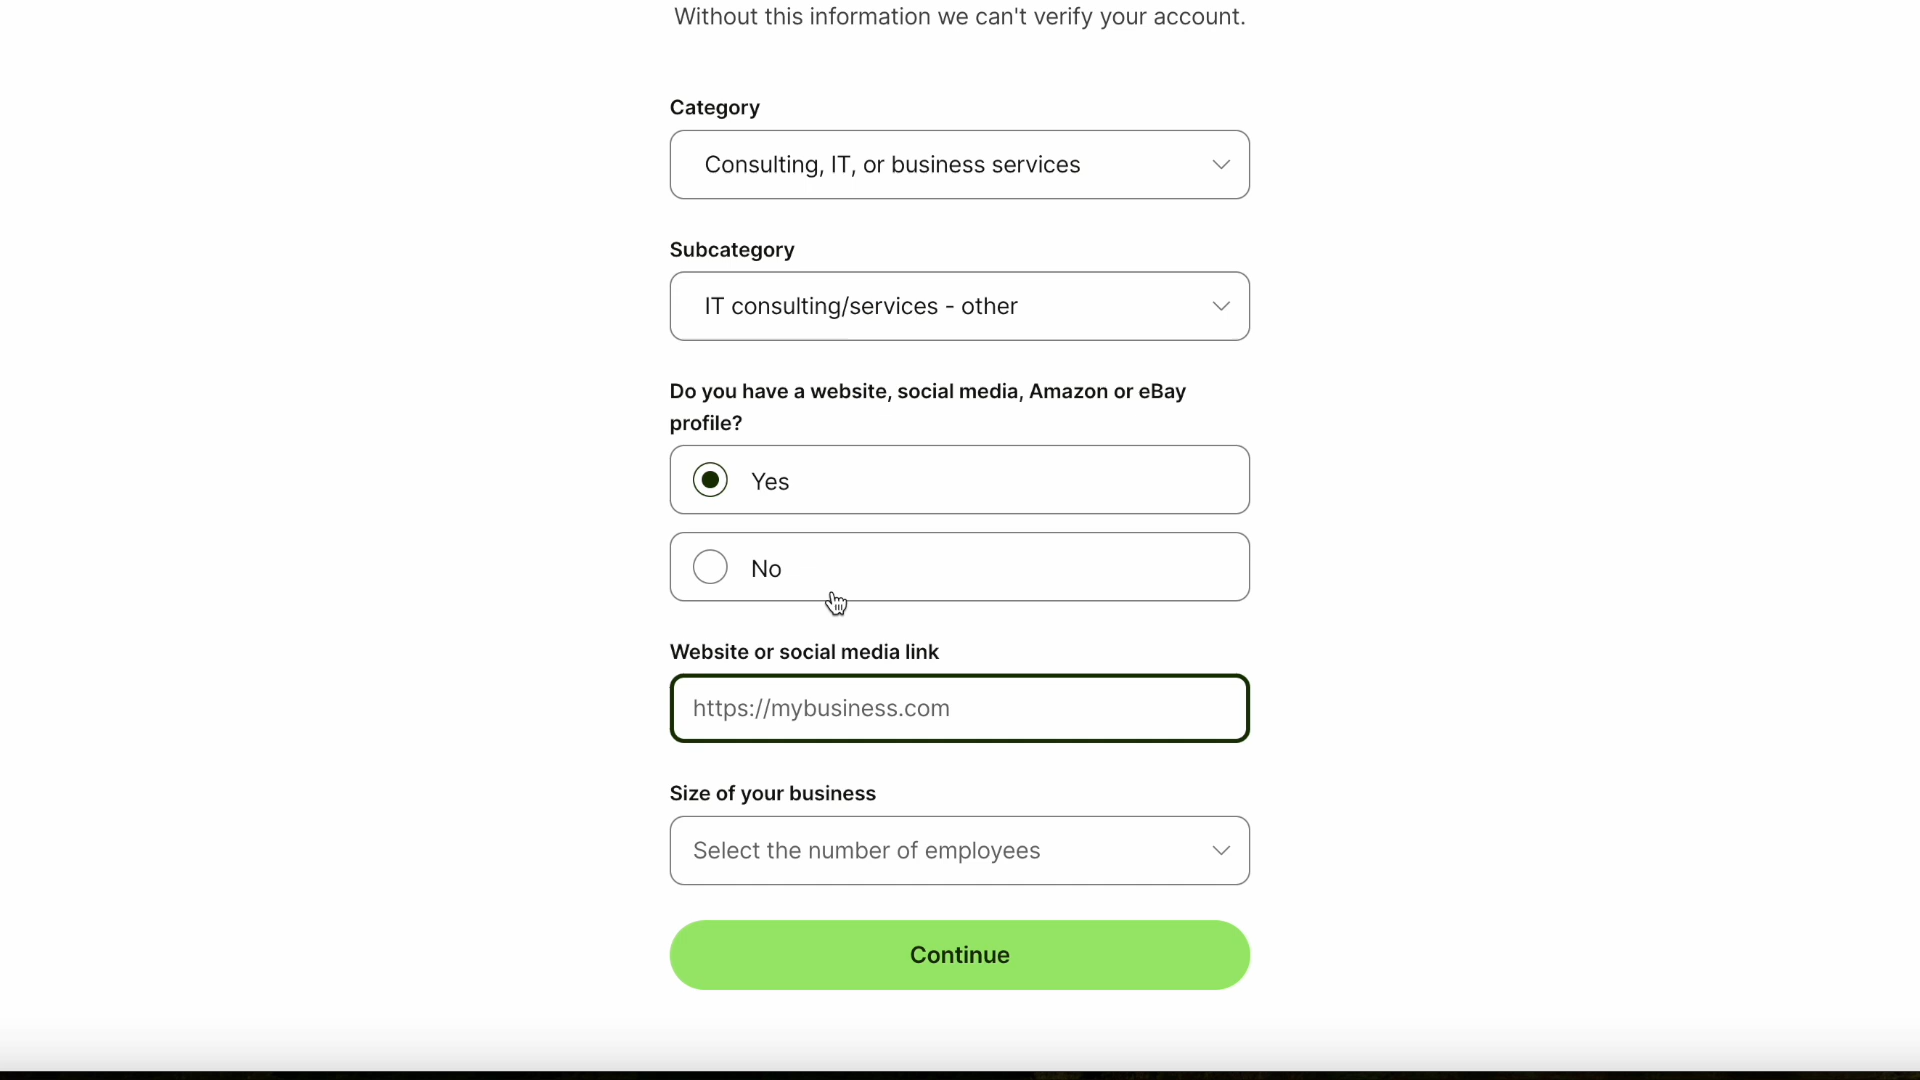 Without this information we can't verify your account.
Category
Consulting, IT, or business services
Subcategory
IT consulting/services - other
Do you have a website, social media, Amazon or eBay
profile?
Yes
No
Website or social media link
https://mybusiness.com
Size of your business
Select the number of employees
Continue